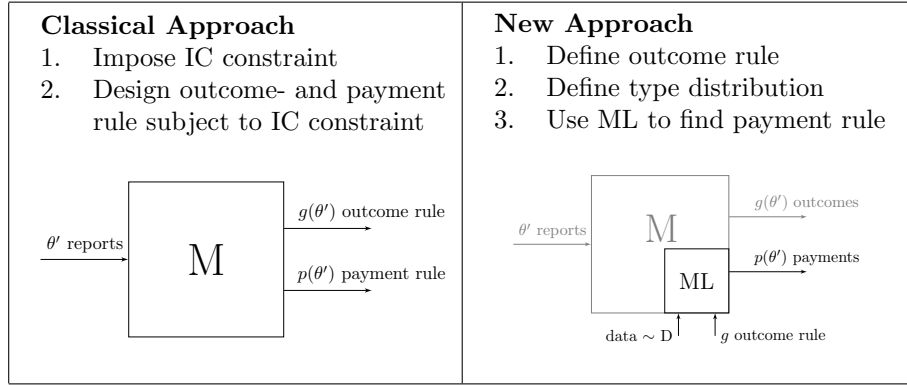 Classical Approach
1. Impose IC constraint
2. Design outcome- and payment
rule subject to IC constraint
θ′ reports
M
g(θ′) outcome rule
p(θ′) payment rule
New Approach
1. Define outcome rule
2. Define type distribution
3. Use ML to find payment rule
θ′ reports
M
g(θ′) outcomes
ML
p(θ′) payments
data ∼ D
g outcome rule